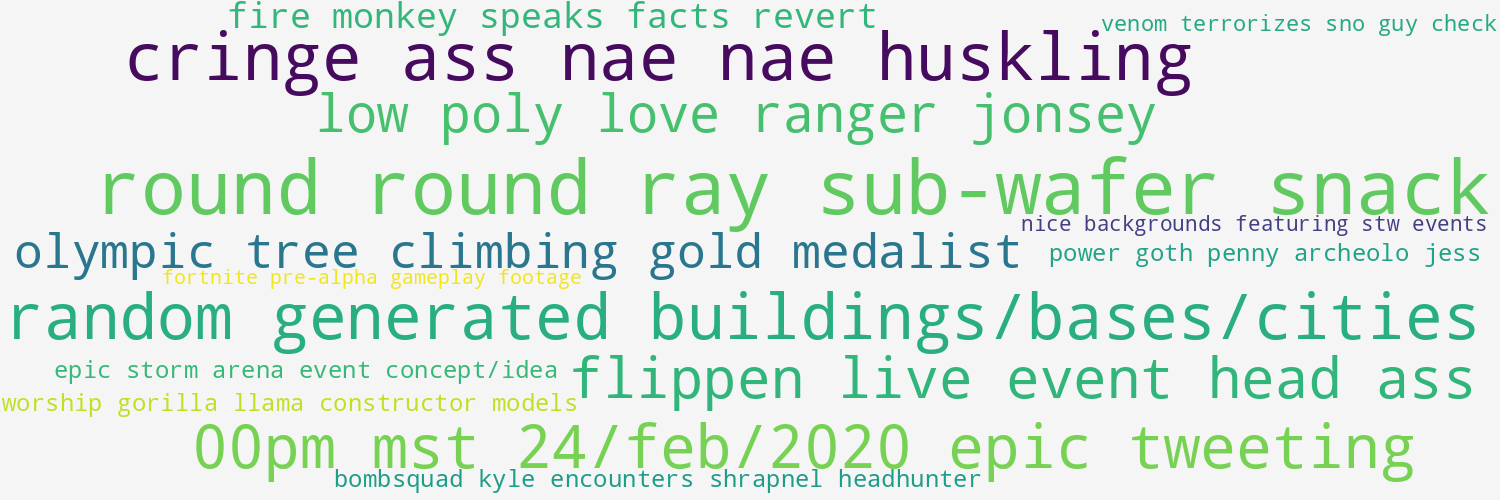 fire monkey speaks facts revert
venom terrorizes sno guy check
cringe ass nae nae huskling
low poly love ranger jonsey
round round ray sub-wafer snack
nice backgrounds featuring stw events
olympic tree climbing gold medalist
power goth penny archeolo jess
fortnite pre-alpha gameplay footage
random generated buildings/bases/cities
epic storm arena event concept/idea
flippen live event head ass
worship gorilla llama constructor models
00pm mst 24/feb/2020 epic tweeting
bombsquad kyle encounters shrapnel headhunter